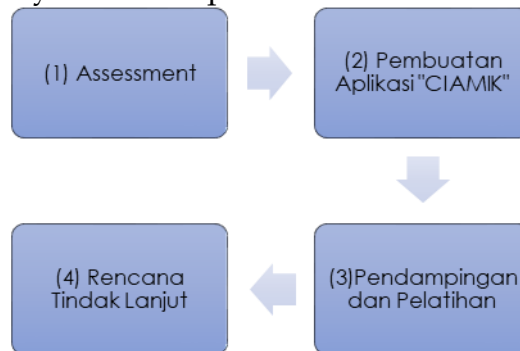 (1) Assessment
(2) Pembuatan
Aplikasi "CIAMIK"
(3)Pendampingan
dan Pelatihan
(4) Rencana
Tindak Lanjut